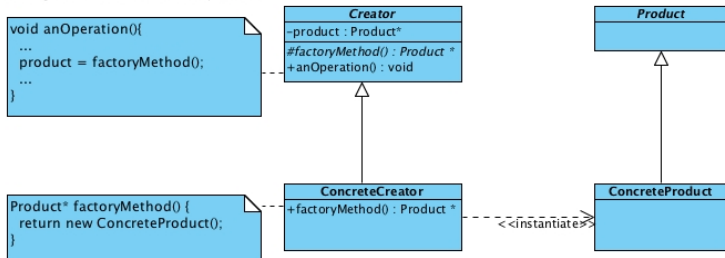 void anOperation(){
...
product = factoryMethod();
...
}
Creator
-product : Product*
#factoryMethod() : Product *
+anOperation() : void
Product
Product* factoryMethod() {
return new ConcreteProduct();
}
ConcreteCreator
+factoryMethod() : Product *
<<instantiate>>
ConcreteProduct